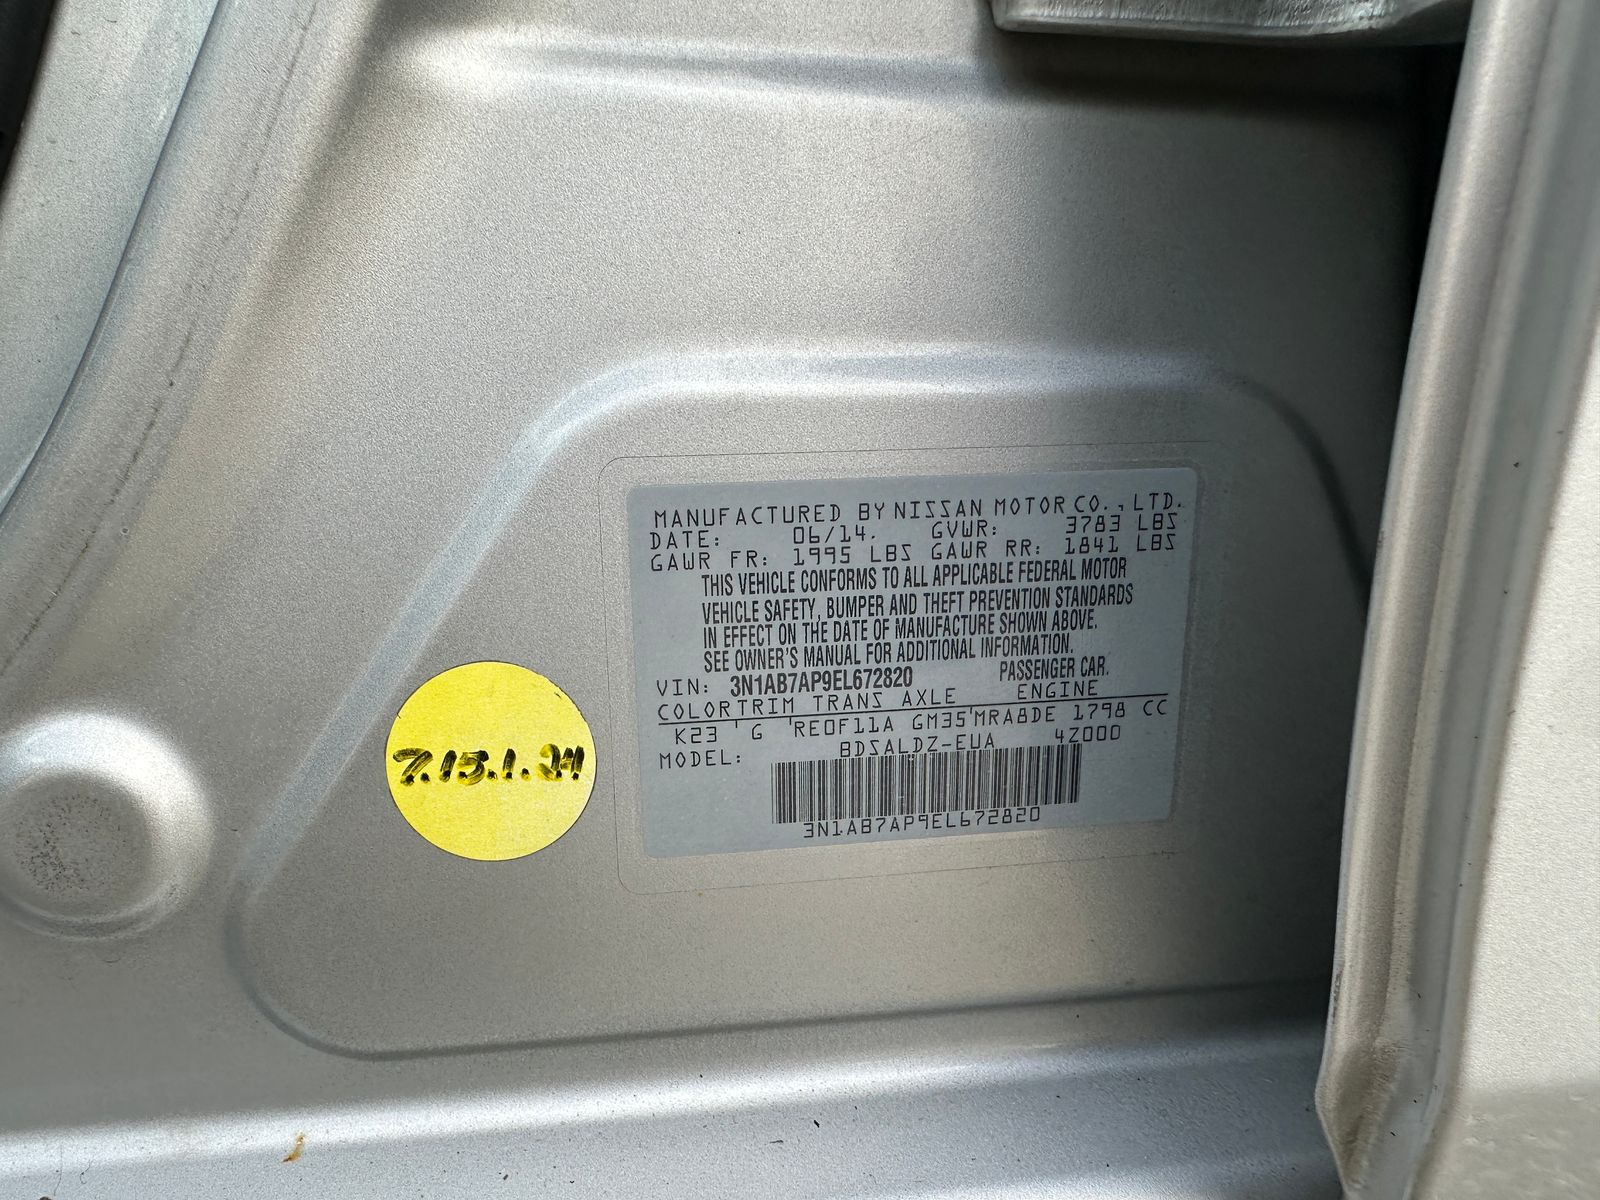 MANUFACTURED BY NISSAN MOTOR CO., LTD.
DATE: 06/14. GVWR: 3783 LBS
GAWR FR: 1995 LBS GAWR RR: 1841 LBS
THIS VEHICLE CONFORMS TO ALL APPLICABLE FEDERAL MOTOR
VEHICLE SAFETY, BUMPER AND THEFT PREVENTION STANDARDS
IN EFFECT ON THE DATE OF MANUFACTURE SHOWN ABOVE.
SEE OWNER'S MANUAL FOR ADDITIONAL INFORMATION.
VIN: 3N1AB7AP9EL672820 PASSENGER CAR.
COLOR TRIM TRANS AXLE ENGINE
K23 G RE0F11A GM35 MRA8DE 1798 CC
MODEL: BDSALDZ-EUA 4Z000
3N1AB7AP9EL672820
7.15.1.24